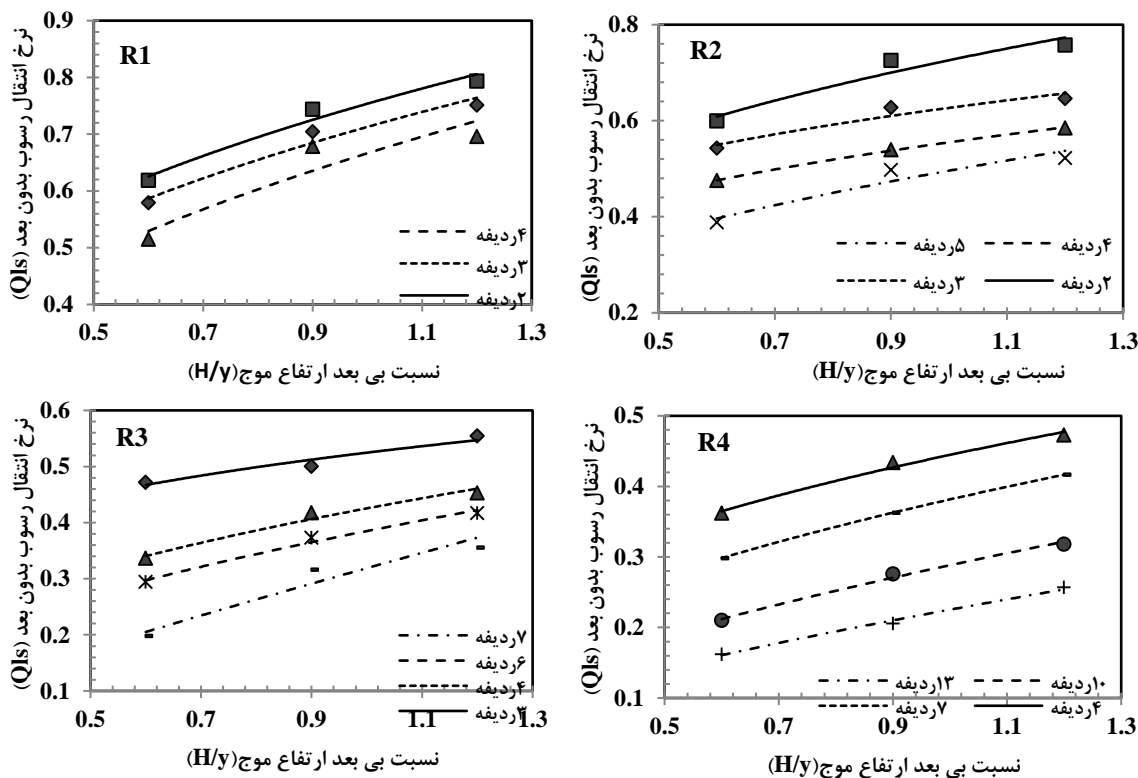 R1
نرخ انتقال رسوب بدون بعد (Qls)
0.9
0.8
0.7
0.6
0.5
0.4
۴ردیفه
۳ردیفه
۲ردیفه
0.5 0.7 0.9 1.1 1.3
نسبت بی بعد ارتفاع موج(H/y)
R2
نرخ انتقال رسوب بدون بعد (Qls)
0.8
0.6
0.4
0.2
۵ردیفه ۴ردیفه
۳ردیفه ۲ردیفه
0.5 0.7 0.9 1.1 1.3
نسبت بی بعد ارتفاع موج(H/y)
R3
نرخ انتقال رسوب بدون بعد (Qls)
0.6
0.5
0.4
0.3
0.2
0.1
۷ردیفه
۶ردیفه
۴ردیفه
۳ردیفه
0.5 0.7 0.9 1.1 1.3
نسبت بی بعد ارتفاع موج(H/y)
R4
نرخ انتقال رسوب بدون بعد (Qls)
0.5
0.4
0.3
0.2
0.1
۱۳ردیفه ۱۰ردیفه
۷ردیفه ۴ردیفه
0.5 0.7 0.9 1.1 1.3
نسبت بی بعد ارتفاع موج(H/y)